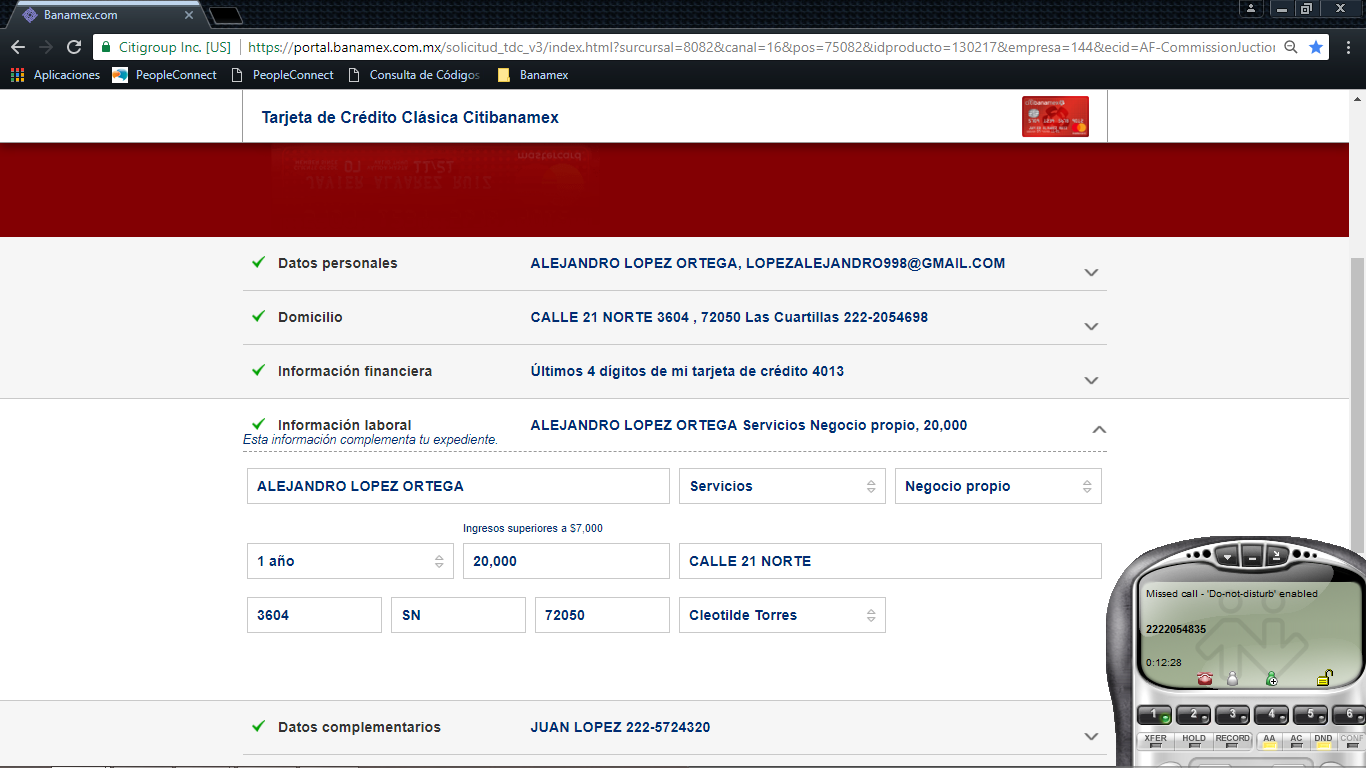 Banamex.com
Citigroup Inc. [US] https://portal.banamex.com.mx/solicitud_tdc_v3/index.html?surcursal=8082&canal=16&pos=75082&idproducto=130217&empresa=144&ecid=AF-CommissionJuction
Aplicaciones PeopleConnect PeopleConnect Consulta de Códigos Banamex
Tarjeta de Crédito Clásica Citibanamex
citibanamex
mastercard
11/21
JAVIER ALVAREZ RUIZ
Datos personales ALEJANDRO LOPEZ ORTEGA, LOPEZALEJANDRO998@GMAIL.COM
Domicilio CALLE 21 NORTE 3604 , 72050 Las Cuartillas 222-2054698
Información financiera Últimos 4 dígitos de mi tarjeta de crédito 4013
Información laboral ALEJANDRO LOPEZ ORTEGA Servicios Negocio propio, 20,000
Esta información complementa tu expediente.
ALEJANDRO LOPEZ ORTEGA Servicios Negocio propio
Ingresos superiores a $7,000
1 año 20,000 CALLE 21 NORTE
3604 SN 72050 Cleotilde Torres
Datos complementarios JUAN LOPEZ 222-5724320
Missed call - 'Do-not-disturb' enabled
2222054835
0:12:28
1 2 3 4 5 6
XFER HOLD RECORD AA AC DND CONF